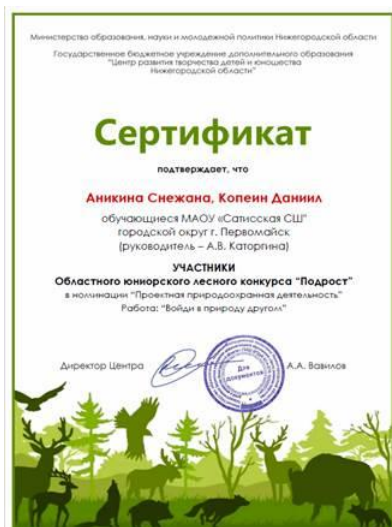 Министерства образования, науки и молодежной политики Нижегородской области
Государственное бюджетное учреждение дополнительного образования
"Центр развития творчества детей и юношества
Нижегородской области"
Сертификат
подтверждает, что
Аникина Снежана, Копеин Даниил
обучающиеся МАОУ «Сатисская СШ"
городской округ г. Первомайск
(руководитель – А.В. Каторгина)
УЧАСТНИКИ
Областного юниорского лесного конкурса "Подрост"
в номинации "Проектная природоохранная деятельность"
Работа: "Войди в природу другом"
Директор Центра
А.А. Вавилов
Для
документов